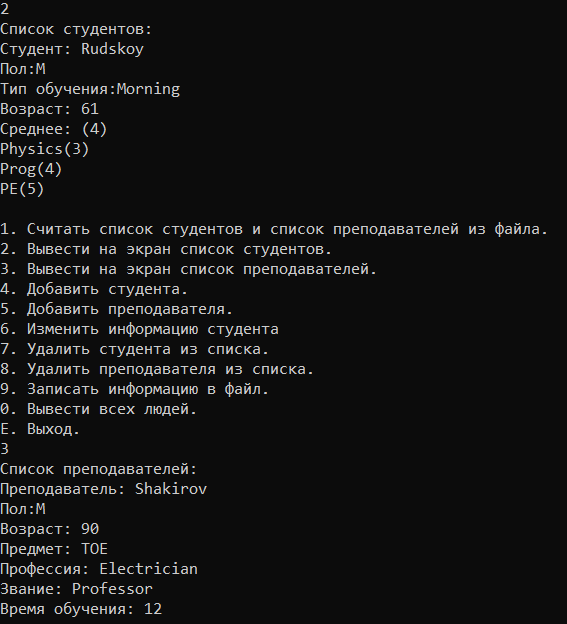 2
Список студентов:
Студент: Rudskoy
Пол:M
Тип обучения:Morning
Возраст: 61
Среднее: (4)
Physics(3)
Prog(4)
PE(5)
1. Считать список студентов и список преподавателей из файла.
2. Вывести на экран список студентов.
3. Вывести на экран список преподавателей.
4. Добавить студента.
5. Добавить преподавателя.
6. Изменить информацию студента
7. Удалить студента из списка.
8. Удалить преподавателя из списка.
9. Записать информацию в файл.
0. Вывести всех людей.
E. Выход.
3
Список преподавателей:
Преподаватель: Shakirov
Пол:M
Возраст: 90
Предмет: TOE
Профессия: Electrician
Звание: Professor
Время обучения: 12